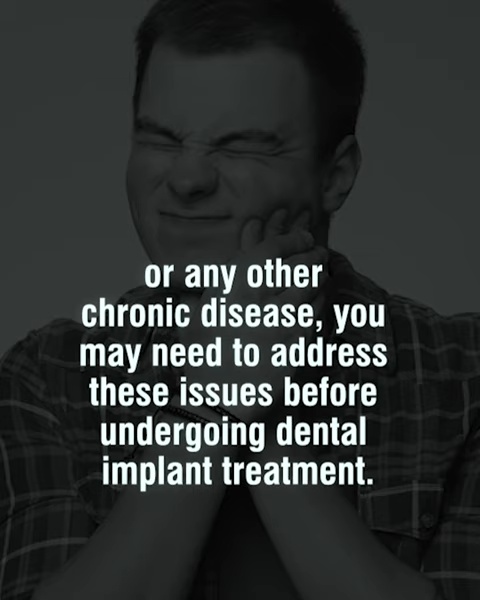 or any other
chronic disease, you
may need to address
these issues before
undergoing dental
implant treatment.